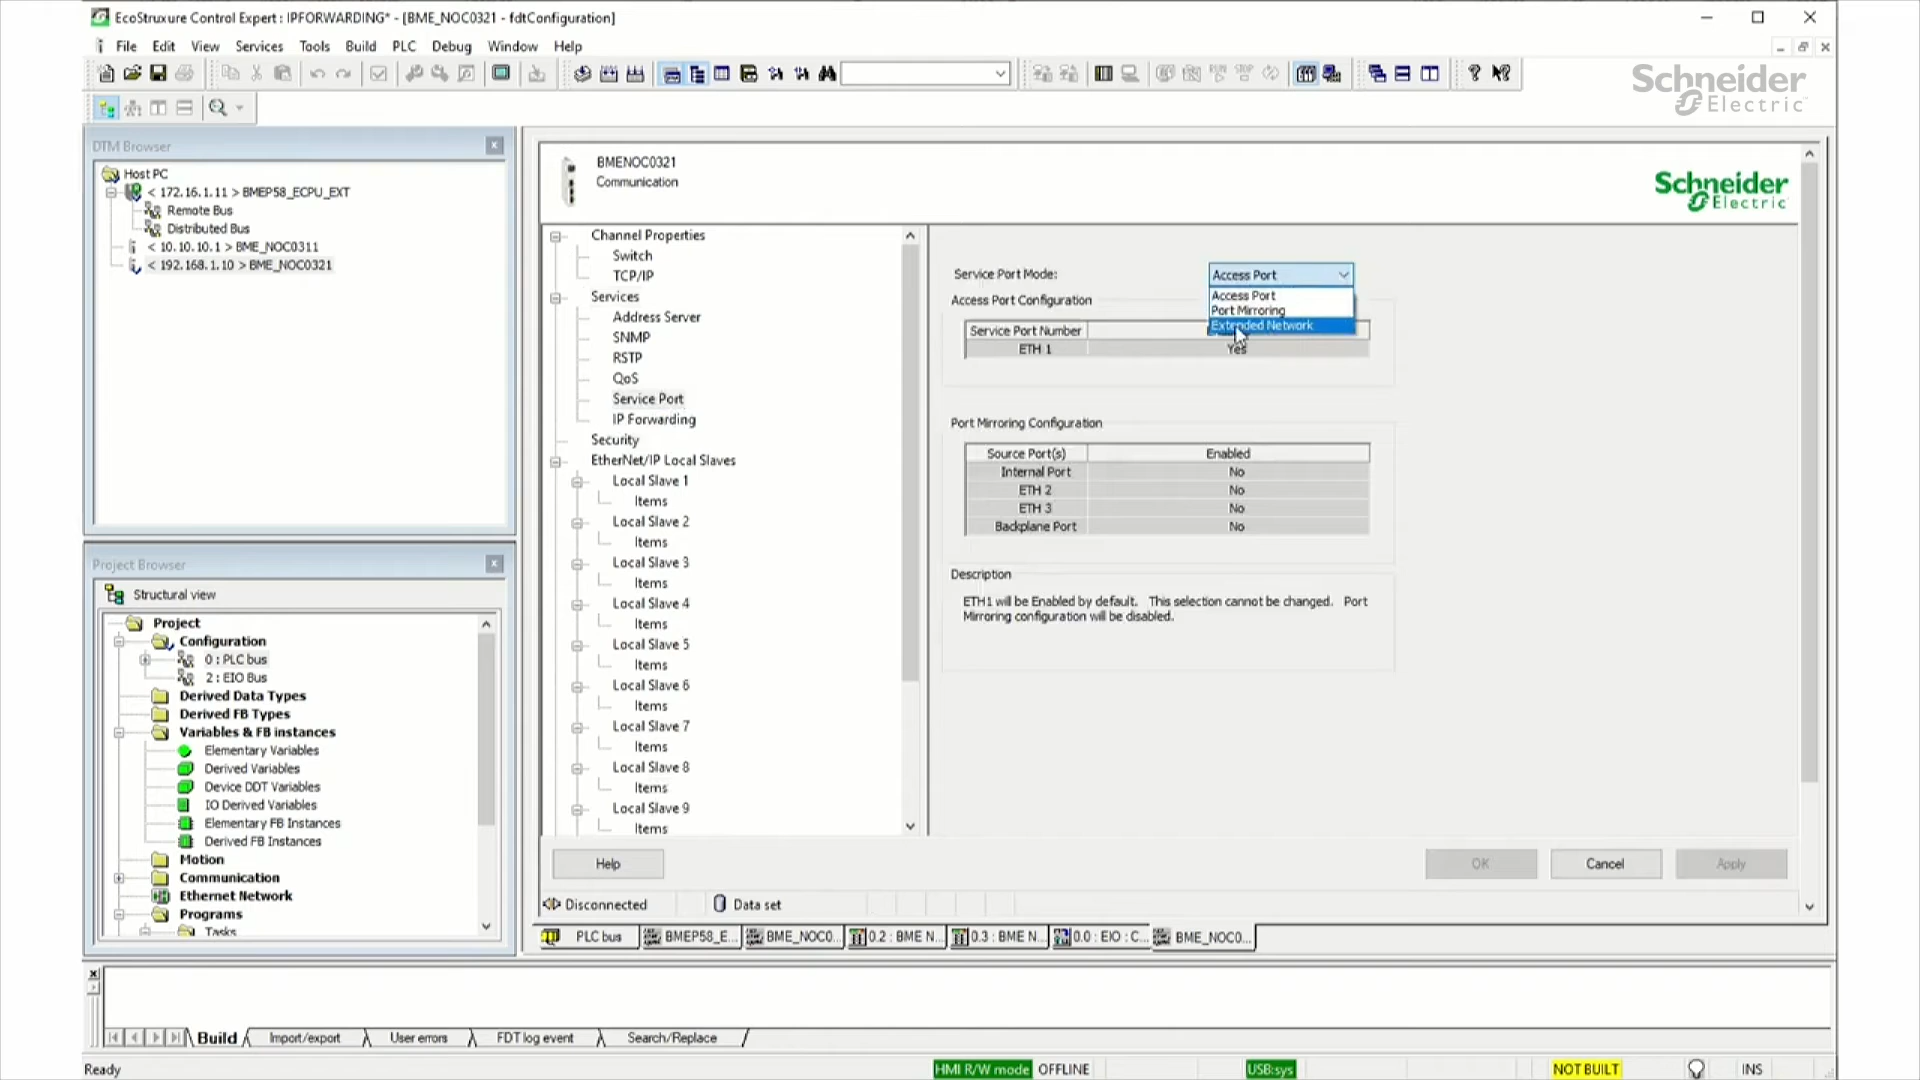 EcoStruxure Control Expert : IPFORWARDING* - [BME_NOC0321 - fdtConfiguration]
File Edit View Services Tools Build PLC Debug Window Help
Schneider
Electric
DTM Browser
Host PC
< 172.16.1.11 > BMEP58_ECPU_EXT
Remote Bus
Distributed Bus
< 10.10.10.1 > BME_NOC0311
< 192.168.1.10 > BME_NOC0321
Project Browser
Structural view
Project
Configuration
0 : PLC bus
2 : EIO Bus
Derived Data Types
Derived FB Types
Variables & FB instances
Elementary Variables
Derived Variables
Device DDT Variables
IO Derived Variables
Elementary FB Instances
Derived FB Instances
Motion
Communication
Ethernet Network
Programs
Tasks
BMENOC0321
Communication
Schneider
Electric
Channel Properties
Switch
TCP/IP
Services
Address Server
SNMP
RSTP
QoS
Service Port
IP Forwarding
Security
EtherNet/IP Local Slaves
Local Slave 1
Items
Local Slave 2
Items
Local Slave 3
Items
Local Slave 4
Items
Local Slave 5
Items
Local Slave 6
Items
Local Slave 7
Items
Local Slave 8
Items
Local Slave 9
Items
Service Port Mode: Access Port
Access Port
Port Mirroring
Extended Network
Access Port Configuration
Service Port Number
ETH 1 Yes
Port Mirroring Configuration
Source Port(s) Enabled
Internal Port No
ETH 2 No
ETH 3 No
Backplane Port No
Description
ETH1 will be Enabled by default. This selection cannot be changed. Port
Mirroring configuration will be disabled.
Help OK Cancel Apply
Disconnected Data set
PLC bus BMEP58_E... BME_NOC0... 0.2 : BME N... 0.3 : BME N... 0.0 : EIO : C... BME_NOC0...
Build Import/export User errors FDT log event Search/Replace
Ready HMI R/W mode OFFLINE USB:sys NOT BUILT INS